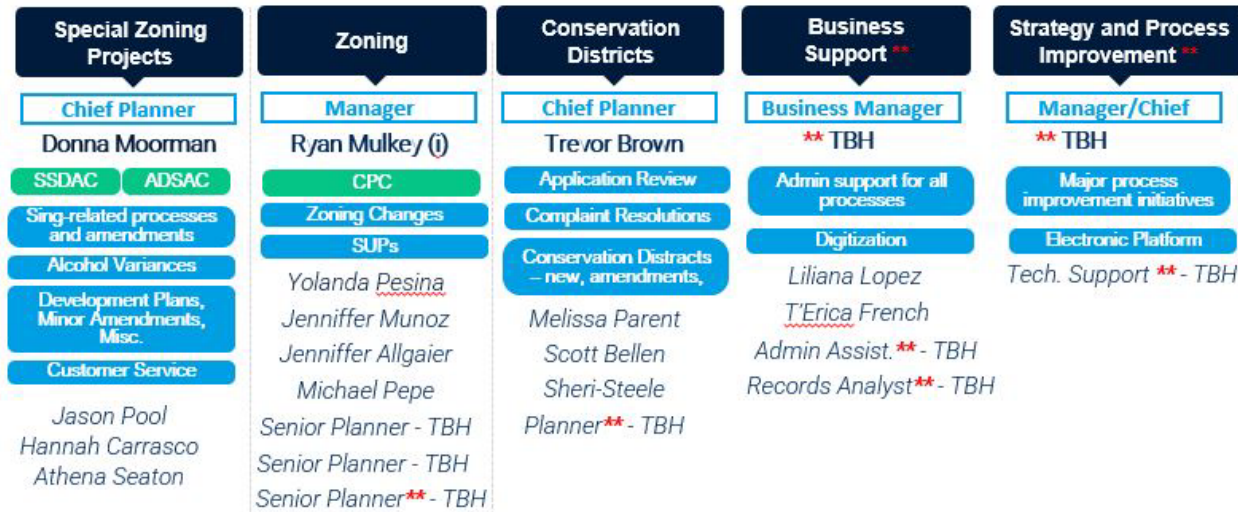 Special Zoning
Projects
Chief Planner
Donna Moorman
SSDAC
ADSAC
Sing-related processes
and amendments
Alcohol Variances
Development Plans,
Minor Amendments,
Misc.
Customer Service
Jason Pool
Hannah Carrasco
Athena Seaton
Zoning
Manager
Ryan Mulkey (i)
CPC
Zoning Changes
SUPs
Yolanda Pesina
Jenniffer Munoz
Jenniffer Allgaier
Michael Pepe
Senior Planner - TBH
Senior Planner - TBH
Senior Planner** - TBH
Conservation
Districts
Chief Planner
Trevor Brown
Application Review
Complaint Resolutions
Conservation Distracts
– new, amendments,
Melissa Parent
Scott Bellen
Sheri-Steele
Planner** - TBH
Business
Support **
Business Manager
** TBH
Admin support for all
processes
Digitization
Liliana Lopez
T'Erica French
Admin Assist.** - TBH
Records Analyst** - TBH
Strategy and Process
Improvement **
Manager/Chief
** TBH
Major process
improvement initiatives
Electronic Platform
Tech. Support ** - TBH